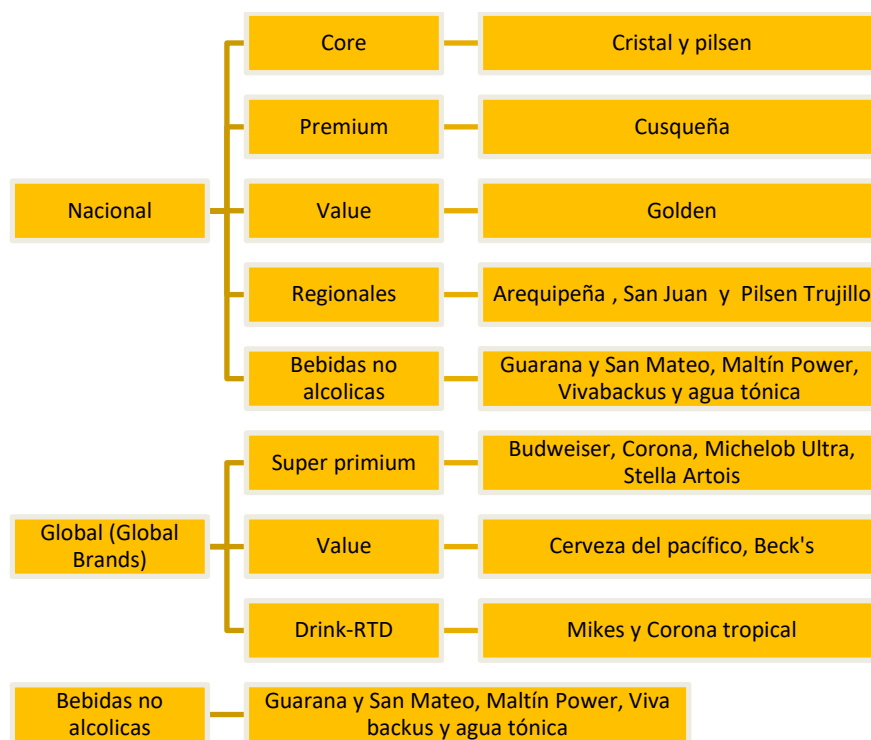 Core
Cristal y pilsen
Premium
Cusqueña
Nacional
Value
Golden
Regionales
Arequipeña , San Juan y Pilsen Trujillo
Bebidas no
alcolicas
Guarana y San Mateo, Maltín Power,
Vivabackus y agua tónica
Super primium
Budweiser, Corona, Michelob Ultra,
Stella Artois
Global (Global
Brands)
Value
Cerveza del pacífico, Beck's
Drink-RTD
Mikes y Corona tropical
Bebidas no
alcolicas
Guarana y San Mateo, Maltín Power, Viva
backus y agua tónica